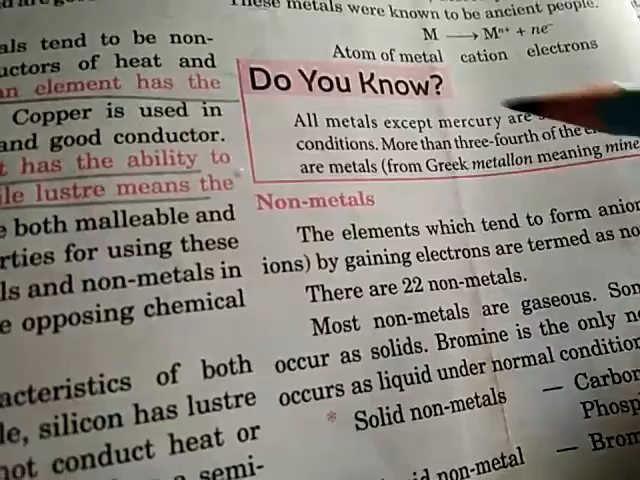 These metals were known to be ancient people.
M ⟶ Mⁿ⁺ + ne⁻
Atom of metal cation electrons
als tend to be non-
uctors of heat and
an element has the
Copper is used in
and good conductor.
t has the ability to
ile lustre means the
e both malleable and
rties for using these
ls and non-metals in
e opposing chemical
acteristics of both
le, silicon has lustre
not conduct heat or
semi-
Do You Know?
All metals except mercury are
conditions. More than three-fourth of the
are metals (from Greek metallon meaning mine
Non-metals
The elements which tend to form anion
ions) by gaining electrons are termed as no
There are 22 non-metals.
Most non-metals are gaseous. Som
occur as solids. Bromine is the only no
occurs as liquid under normal condition
* Solid non-metals — Carbon
Phosp
id non-metal — Brom